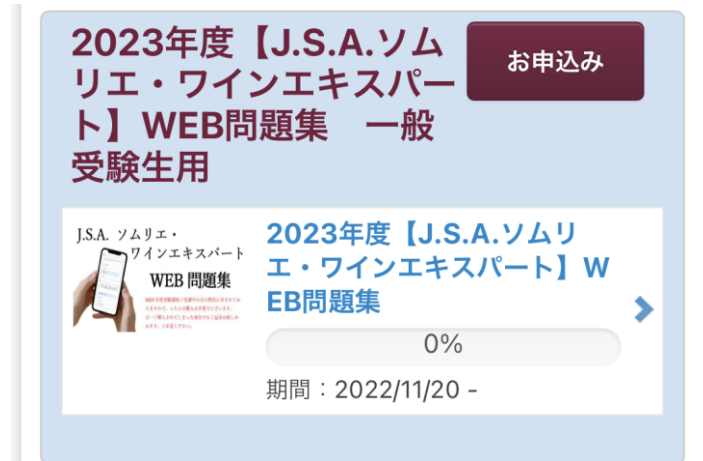 2023年度【J.S.A.ソム
リエ・ワインエキスパー
ト】WEB問題集　一般
受験生用
お申込み
J.S.A. ソムリエ・
ワインエキスパート
WEB 問題集
2023年度【J.S.A.ソムリ
エ・ワインエキスパート】W
EB問題集
0%
期間：2022/11/20 -